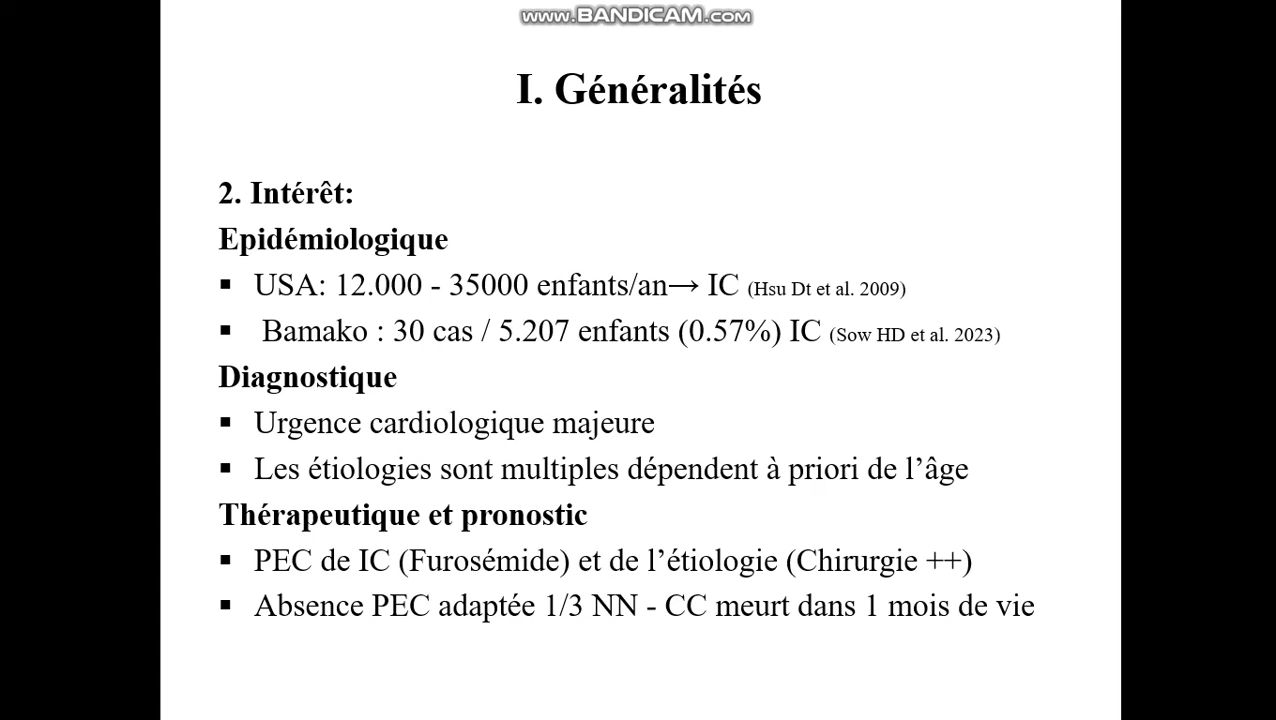 www.BANDICAM.com
I. Généralités
2. Intérêt:
Epidémiologique
▪ USA: 12.000 - 35000 enfants/an→ IC (Hsu Dt et al. 2009)
▪ Bamako : 30 cas / 5.207 enfants (0.57%) IC (Sow HD et al. 2023)
Diagnostique
▪ Urgence cardiologique majeure
▪ Les étiologies sont multiples dépendent à priori de l’âge
Thérapeutique et pronostic
▪ PEC de IC (Furosémide) et de l’étiologie (Chirurgie ++)
▪ Absence PEC adaptée 1/3 NN - CC meurt dans 1 mois de vie